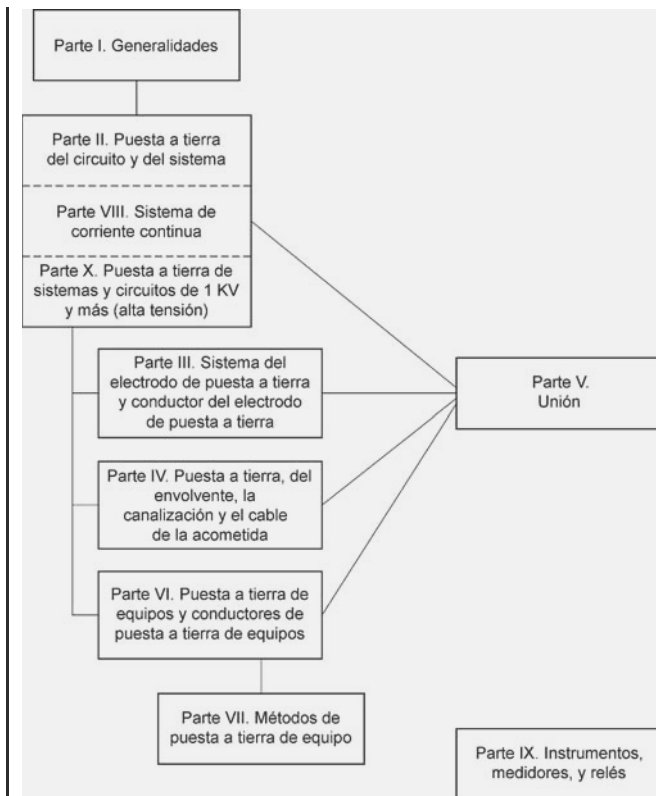 Parte I. Generalidades
Parte II. Puesta a tierra
del circuito y del sistema
Parte VIII. Sistema de
corriente continua
Parte X. Puesta a tierra de
sistemas y circuitos de 1 KV
y más (alta tensión)
Parte III. Sistema del
electrodo de puesta a tierra
y conductor del electrodo
de puesta a tierra
Parte V.
Unión
Parte IV. Puesta a tierra, del
envolvente, la
canalización y el cable
de la acometida
Parte VI. Puesta a tierra de
equipos y conductores de
puesta a tierra de equipos
Parte VII. Métodos de
puesta a tierra de equipo
Parte IX. Instrumentos,
medidores, y relés